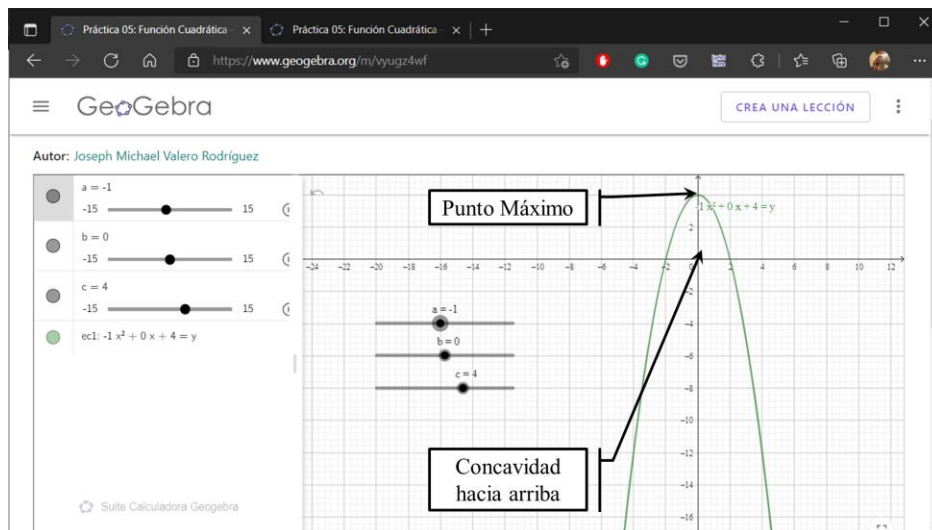 Práctica 05: Función Cuadrática
Práctica 05: Función Cuadrática
https://www.geogebra.org/m/vyugz4wf
GeoGebra
CREA UNA LECCIÓN
Autor: Joseph Michael Valero Rodríguez
a = -1
-15 15
b = 0
-15 15
c = 4
-15 15
ec1: -1 x² + 0 x + 4 = y
Suite Calculadora Geogebra
Punto Máximo
-1 x² + 0 x + 4 = y
2
-24 -22 -20 -18 -16 -14 -12 -10 -8 -6 -4 -2 0 2 4 6 8 10 12
-2
-4
-6
-8
-10
-12
-14
-16
a = -1
b = 0
c = 4
Concavidad
hacia arriba